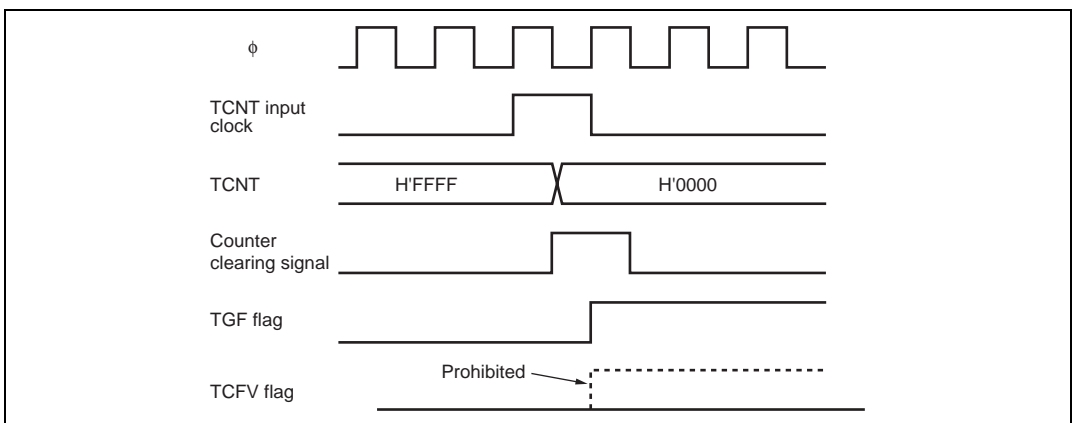 ϕ
TCNT input
clock
TCNT
H'FFFF
H'0000
Counter
clearing signal
TGF flag
Prohibited
TCFV flag